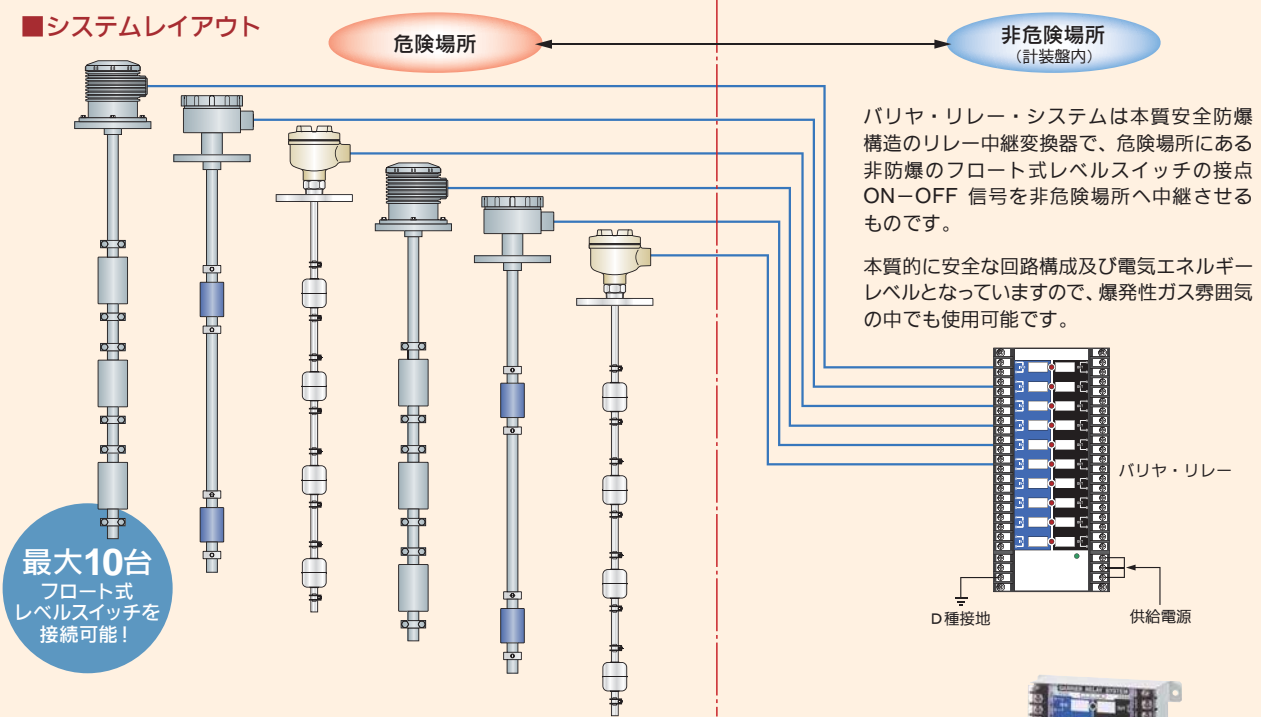 ■システムレイアウト
危険場所
非危険場所
（計装盤内）
バリヤ・リレー・システムは本質安全防爆
構造のリレー中継変換器で、危険場所にある
非防爆のフロート式レベルスイッチの接点
ON－OFF 信号を非危険場所へ中継させる
ものです。
本質的に安全な回路構成及び電気エネルギー
レベルとなっていますので、爆発性ガス雰囲気
の中でも使用可能です。
バリヤ・リレー
D種接地
供給電源
最大10台
フロート式
レベルスイッチを
接続可能！
BARRIER RELAY SYSTEM